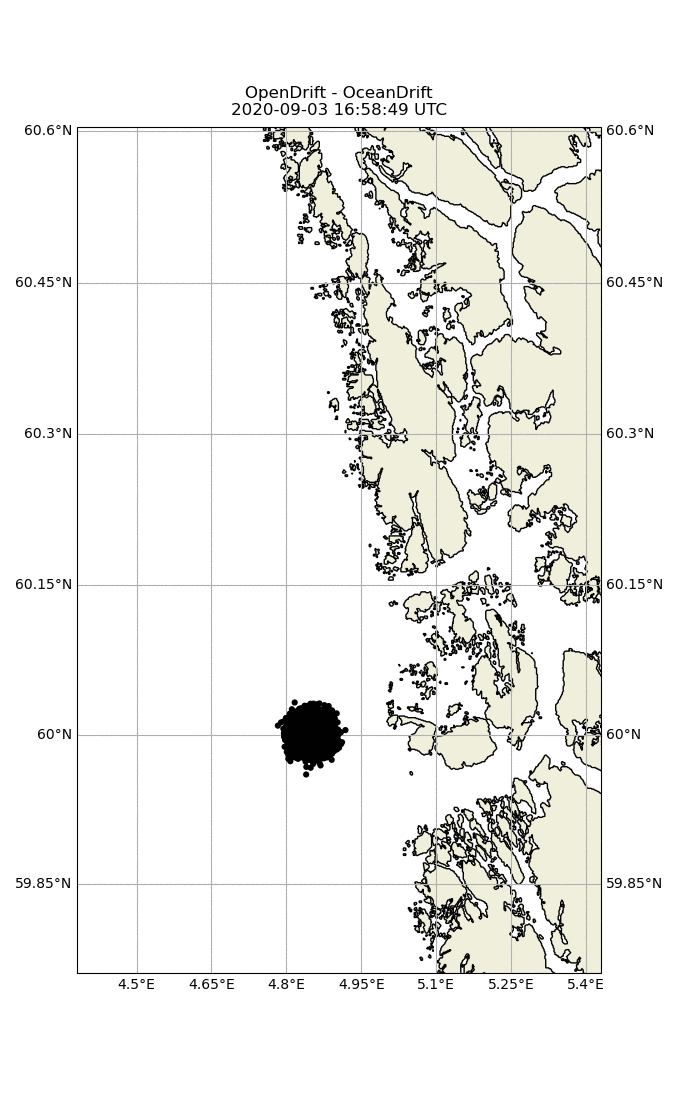 OpenDrift - OceanDrift
2020-09-03 16:58:49 UTC
60.6°N 60.6°N
60.45°N 60.45°N
60.3°N 60.3°N
60.15°N 60.15°N
60°N 60°N
59.85°N 59.85°N
4.5°E 4.65°E 4.8°E 4.95°E 5.1°E 5.25°E 5.4°E